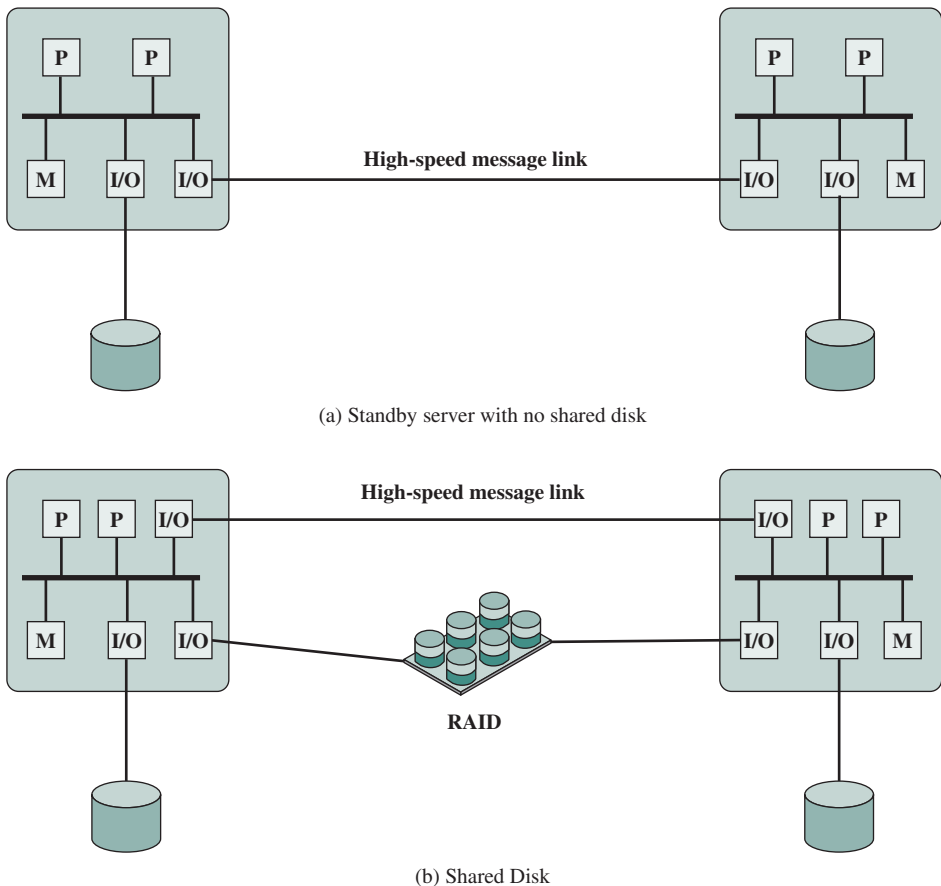 P P P P
High-speed message link
M I/O I/O I/O I/O M
(a) Standby server with no shared disk
High-speed message link
P P I/O I/O P P
M I/O I/O I/O I/O M
RAID
(b) Shared Disk